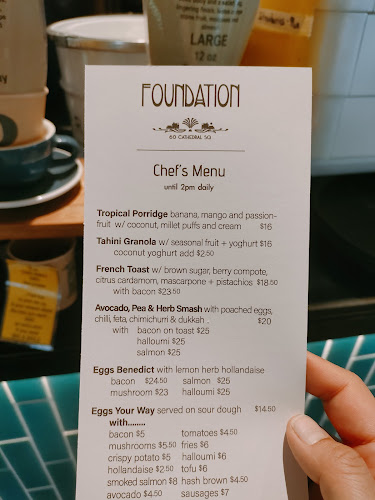 LARGE
12 oz
FOUNDATION
60 CATHEDRAL SQ.
Chef's Menu
until 2pm daily
Tropical Porridge banana, mango and passion-
fruit w/ coconut, millet puffs and cream $16
Tahini Granola w/ seasonal fruit + yoghurt $16
coconut yoghurt add $2.50
French Toast w/ brown sugar, berry compote,
citrus cardamom, mascarpone + pistachios $18.50
with bacon $23.50
Avocado, Pea & Herb Smash with poached eggs,
chilli, feta, chimichurri & dukkah $20
with bacon on toast $25
halloumi $25
salmon $25
Eggs Benedict with lemon herb hollandaise
bacon $24.50 salmon $25
mushroom $23 halloumi $25
Eggs Your Way served on sour dough $14.50
with........
bacon $5 tomatoes $4.50
mushrooms $5.50 fries $6
crispy potato $5 halloumi $6
hollandaise $2.50 tofu $6
smoked salmon $8 hash brown $4.50
avocado $4.50 sausages $7